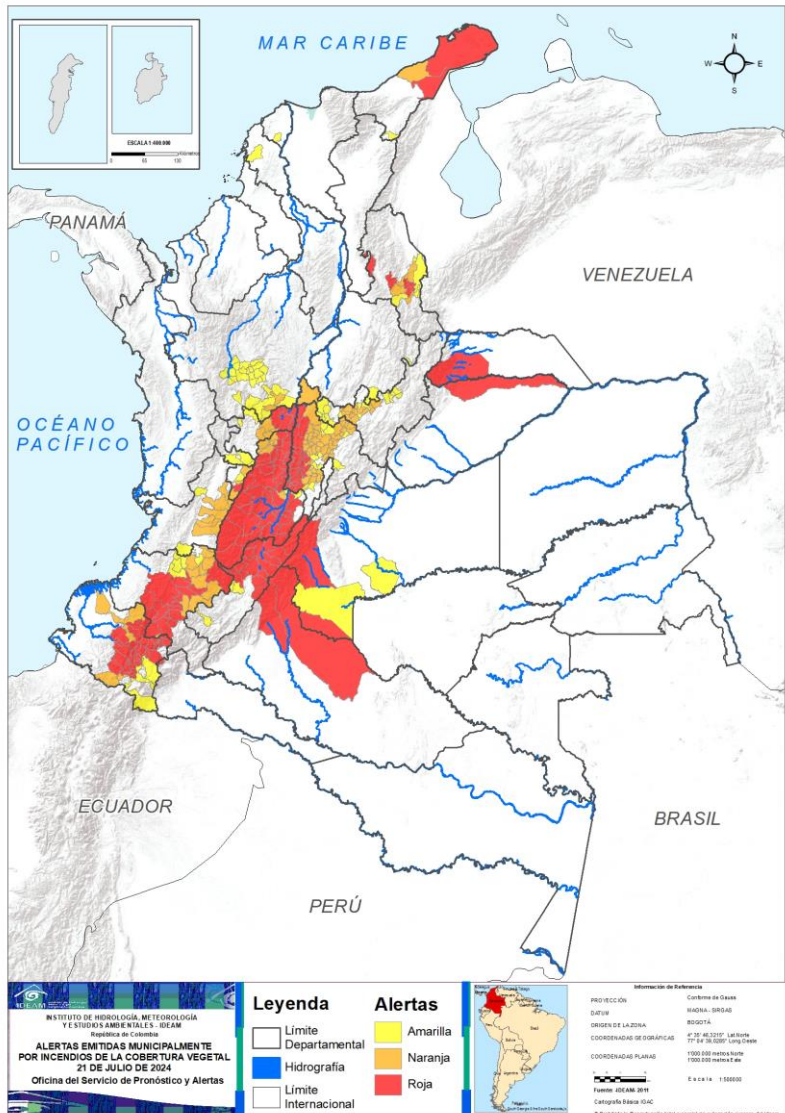 MAR CARIBE
N
W
E
S
ESCALA 1:400.000
PANAMÁ
VENEZUELA
OCÉANO
PACÍFICO
ECUADOR
BRASIL
PERÚ
IDEAM
INSTITUTO DE HIDROLOGÍA, METEOROLOGÍA
Y ESTUDIOS AMBIENTALES - IDEAM
República de Colombia
ALERTAS EMITIDAS MUNICIPALMENTE
POR INCENDIOS DE LA COBERTURA VEGETAL
21 DE JULIO DE 2024
Oficina del Servicio de Pronóstico y Alertas
Leyenda
Límite
Departamental
Hidrografía
Límite
Internacional
Alertas
Amarilla
Naranja
Roja
Información de Referencia
PROYECCIÓN Conforme de Gauss
DATUM MAGNA - SIRGAS
ORIGEN DE LA ZONA BOGOTÁ
COORDENADAS GEOGRÁFICAS
COORDENADAS PLANAS
1'000.000 metros Norte
1'000.000 metros Este
Escala 1:500000
Fuente: IDEAM- 2011
Cartografía Básica IGAC